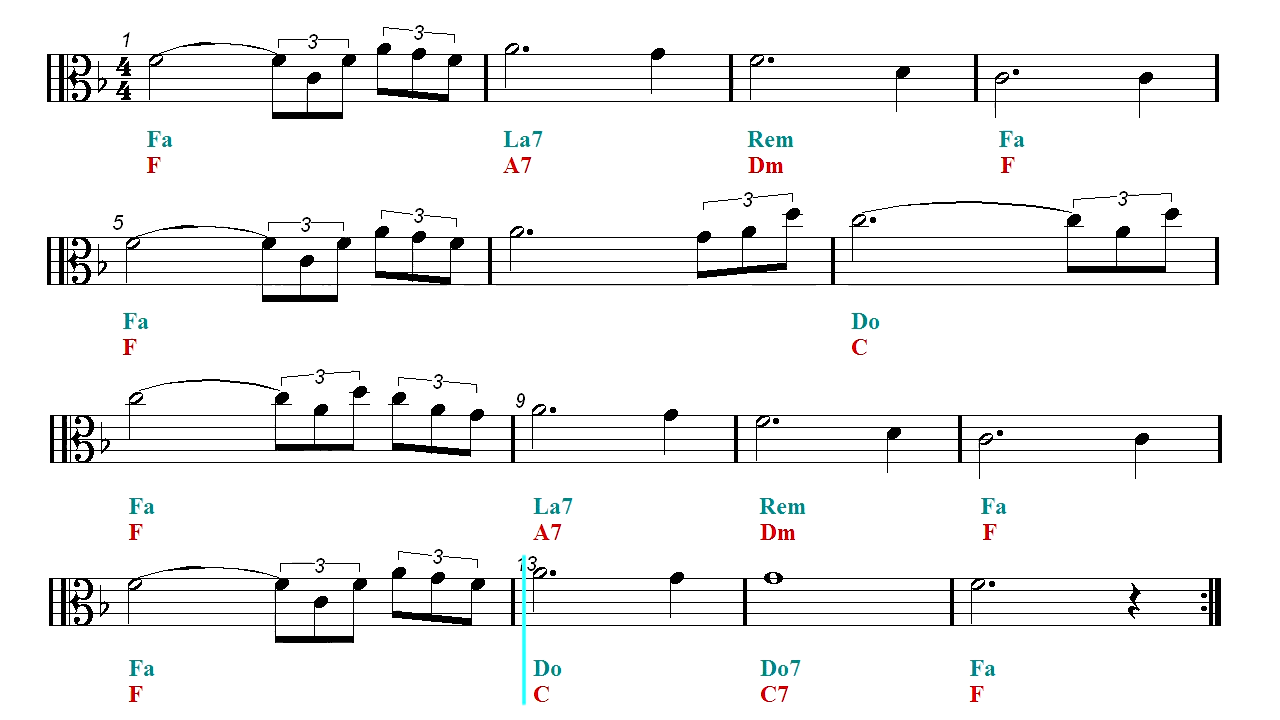 1 3 3
4
4
Fa La7 Rem Fa
F A7 Dm F
5 3 3 3 3
Fa Do
F C
3 3 9
Fa La7 Rem Fa
F A7 Dm F
3 3 13
Fa Do Do7 Fa
F C C7 F